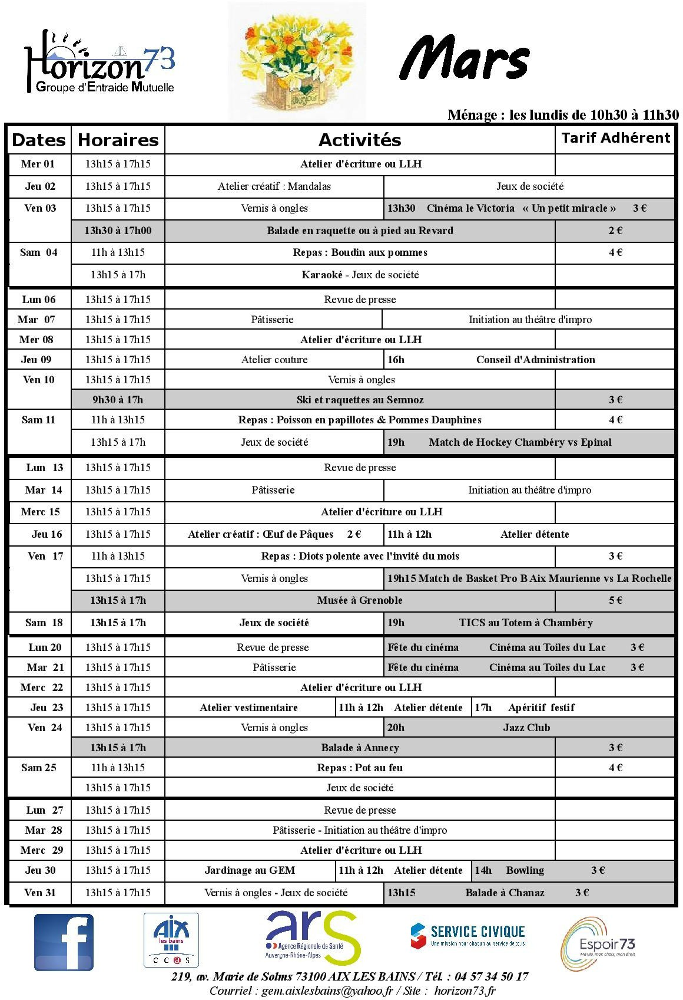 Horizon 73
Groupe d'Entraide Mutuelle
Bonjour
Mars
Ménage : les lundis de 10h30 à 11h30
Dates Horaires Activités Tarif Adhérent
Mer 01 13h15 à 17h15 Atelier d'écriture ou LLH
Jeu 02 13h15 à 17h15 Atelier créatif : Mandalas Jeux de société
Ven 03 13h15 à 17h15 Vernis à ongles 13h30 Cinéma le Victoria « Un petit miracle » 3 €
13h30 à 17h00 Balade en raquette ou à pied au Revard 2 €
Sam 04 11h à 13h15 Repas : Boudin aux pommes 4 €
13h15 à 17h Karaoké - Jeux de société
Lun 06 13h15 à 17h15 Revue de presse
Mar 07 13h15 à 17h15 Pâtisserie Initiation au théâtre d'impro
Mer 08 13h15 à 17h15 Atelier d'écriture ou LLH
Jeu 09 13h15 à 17h15 Atelier couture 16h Conseil d'Administration
Ven 10 13h15 à 17h15 Vernis à ongles
9h30 à 17h Ski et raquettes au Semnoz 3 €
Sam 11 11h à 13h15 Repas : Poisson en papillotes & Pommes Dauphines 4 €
13h15 à 17h Jeux de société 19h Match de Hockey Chambéry vs Epinal
Lun 13 13h15 à 17h15 Revue de presse
Mar 14 13h15 à 17h15 Pâtisserie Initiation au théâtre d'impro
Merc 15 13h15 à 17h15 Atelier d'écriture ou LLH
Jeu 16 13h15 à 17h15 Atelier créatif : Œuf de Pâques 2 € 11h à 12h Atelier détente
Ven 17 11h à 13h15 Repas : Diots polente avec l'invité du mois 3 €
13h15 à 17h15 Vernis à ongles 19h15 Match de Basket Pro B Aix Maurienne vs La Rochelle
13h15 à 17h Musée à Grenoble 5 €
Sam 18 13h15 à 17h Jeux de société 19h TICS au Totem à Chambéry
Lun 20 13h15 à 17h15 Revue de presse Fête du cinéma Cinéma au Toiles du Lac 3 €
Mar 21 13h15 à 17h15 Pâtisserie Fête du cinéma Cinéma au Toiles du Lac 3 €
Merc 22 13h15 à 17h15 Atelier d'écriture ou LLH
Jeu 23 13h15 à 17h15 Atelier vestimentaire 11h à 12h Atelier détente 17h Apéritif festif
Ven 24 13h15 à 17h15 Vernis à ongles 20h Jazz Club
13h15 à 17h Balade à Annecy 3 €
Sam 25 11h à 13h15 Repas : Pot au feu 4 €
13h15 à 17h15 Jeux de société
Lun 27 13h15 à 17h15 Revue de presse
Mar 28 13h15 à 17h15 Pâtisserie - Initiation au théâtre d'impro
Merc 29 13h15 à 17h15 Atelier d'écriture ou LLH
Jeu 30 13h15 à 17h15 Jardinage au GEM 11h à 12h Atelier détente 14h Bowling 3 €
Ven 31 13h15 à 17h15 Vernis à ongles - Jeux de société 13h15 Balade à Chanaz 3 €
f
AIX
les bains
CCAS
ars
Agence Régionale de Santé
Auvergne-Rhône-Alpes
SERVICE CIVIQUE
Une mission pour chacun au service de tous
Espoir 73
Ma vie, mon choix, mon droit
219, av. Marie de Solms 73100 AIX LES BAINS / Tél. : 04 57 34 50 17
Courriel : gem.aixlesbains@yahoo.fr / Site : horizon73.fr